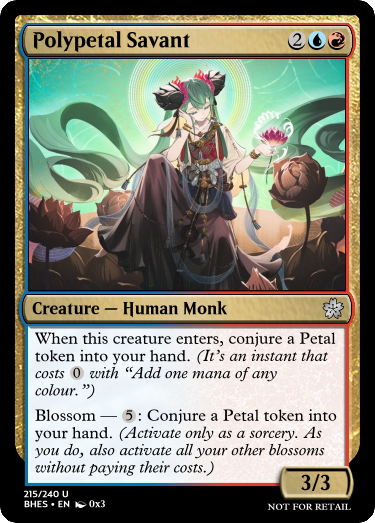 Polypetal Savant 2
Creature — Human Monk
When this creature enters, conjure a Petal
token into your hand. (It's an instant that
costs 0 with “Add one mana of any
colour.”)
Blossom — 5: Conjure a Petal token into
your hand. (Activate only as a sorcery. As
you do, also activate all your other blossoms
without paying their costs.)
3/3
215/240 U
BHES • EN 0x3
NOT FOR RETAIL